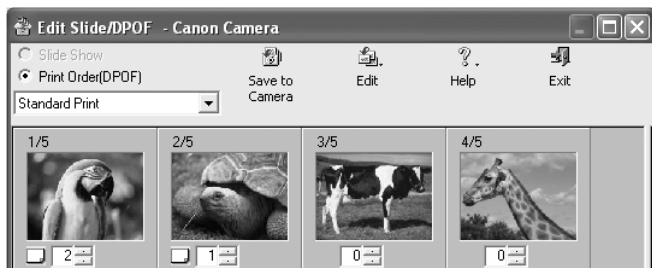 Edit Slide/DPOF - Canon Camera
Slide Show
Print Order(DPOF)
Standard Print
Save to
Camera
Edit
Help
Exit
1/5
2/5
3/5
4/5
2
1
0
0